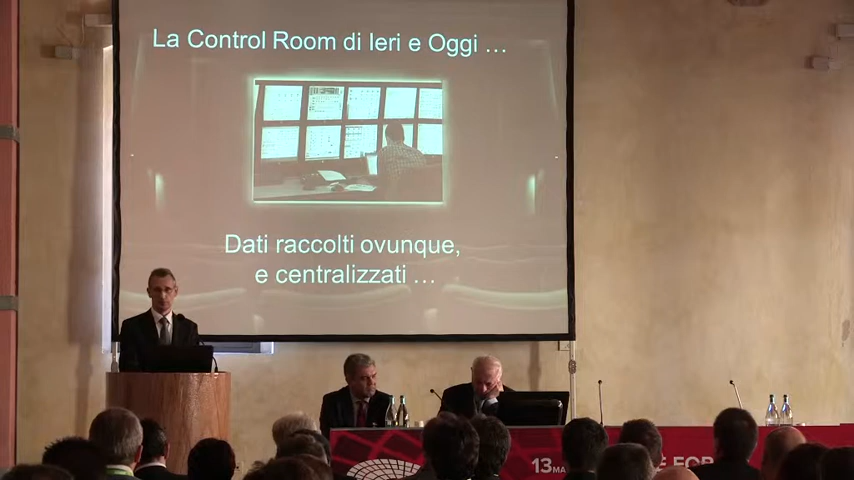 La Control Room di Ieri e Oggi ...
Dati raccolti ovunque,
e centralizzati ...
13